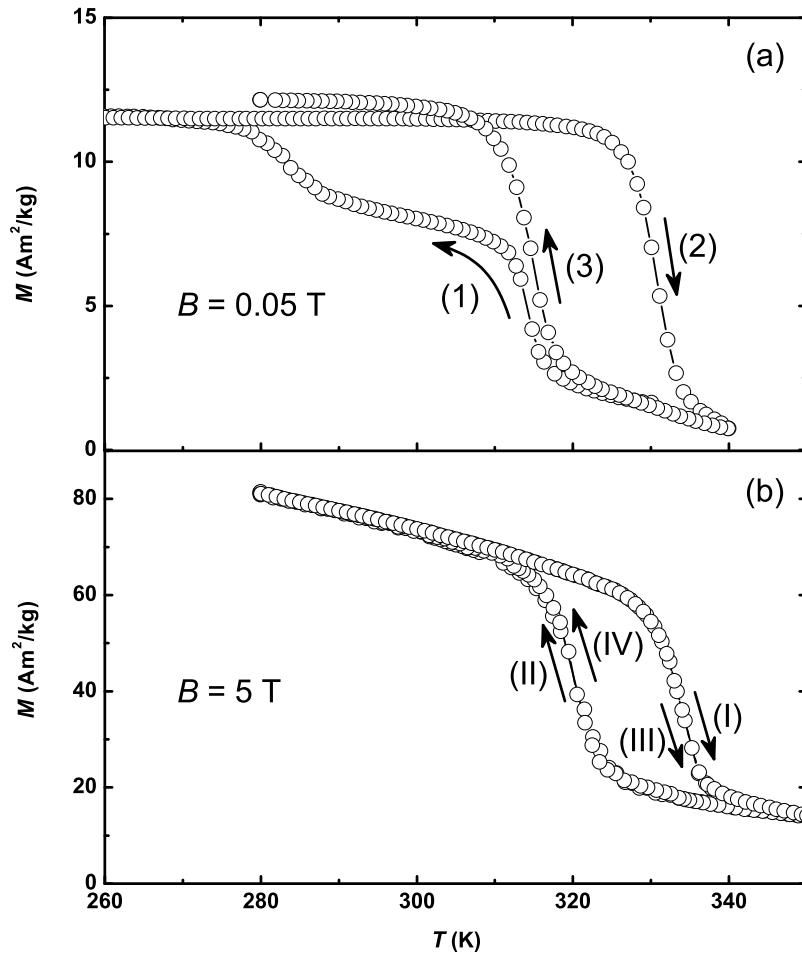 15
(a)
10
M (Am²/kg)
(2)
(3)
(1)
5
B = 0.05 T
0
(b)
80
60
M (Am²/kg)
(IV)
(II)
B = 5 T
(I)
(III)
40
20
0
260 280 300 320 340
T (K)